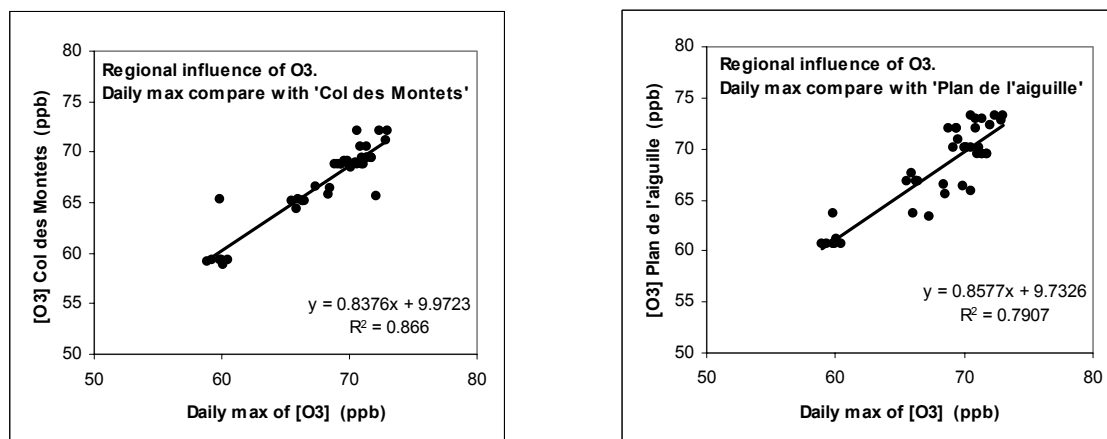 Regional influence of O3.
Daily max compare with 'Col des Montets'
[O3] Col des Montets (ppb)
80
75
70
65
60
55
50
y = 0.8376x + 9.9723
R² = 0.866
50
60
70
80
Daily max of [O3] (ppb)
Regional influence of O3.
Daily max compare with 'Plan de l'aiguille'
[O3] Plan de l'aiguille (ppb)
80
75
70
65
60
55
50
y = 0.8577x + 9.7326
R² = 0.7907
50
60
70
80
Daily max of [O3] (ppb)